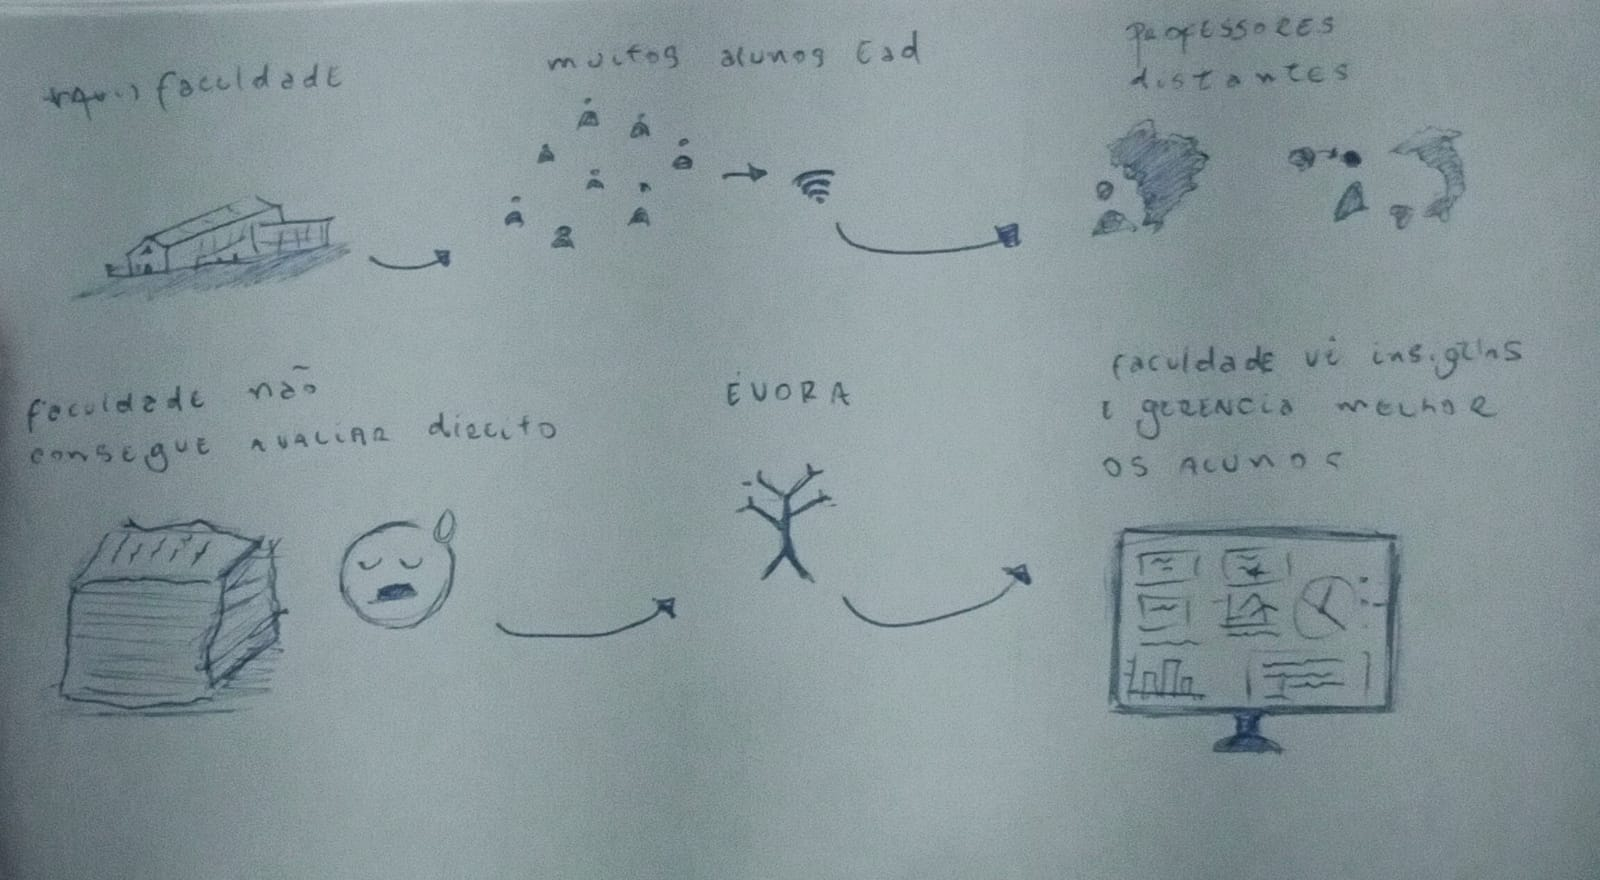 faculdade
muitos alunos Ead
PROFESSORES
distantes
faculdade não
consegue AVALIAR direito
ÉVORA
faculdade vê insights
E gerencia melhor
os alunos